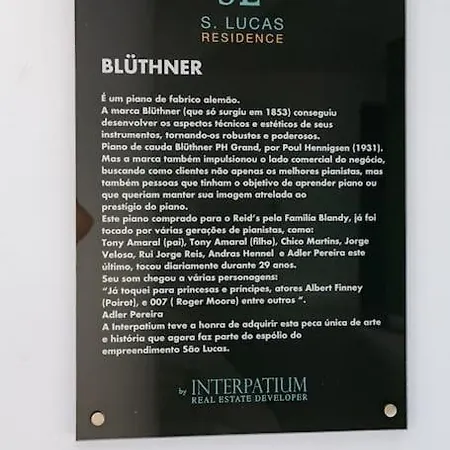 S. LUCAS
RESIDENCE
BLÜTHNER
É um piano de fabrico alemão.
A marca Blüthner (que só surgiu em 1853) conseguiu
desenvolver os aspectos técnicos e estéticos de seus
instrumentos, tornando-os robustos e poderosos.
Piano de cauda Blüthner PH Grand, por Poul Hennigsen (1931).
Mas a marca também impulsionou o lado comercial do negócio,
buscando como clientes não apenas os melhores pianistas, mas
também pessoas que tinham o objetivo de aprender piano ou
que queriam manter sua imagem atrelada ao
prestígio do piano.
Este piano comprado para o Reid's pela Família Blandy, já foi
tocado por várias gerações de pianistas, como:
Tony Amaral (pai), Tony Amaral (filho), Chico Martins, Jorge
Velosa, Rui Jorge Reis, Andras Hennel e Adler Pereira este
último, tocou diariamente durante 29 anos.
Seu som chegou a várias personagens:
"Já toquei para princesas e príncipes, atores Albert Finney
(Poirot), e 007 ( Roger Moore) entre outros ".
Adler Pereira
A Interpatium teve a honra de adquirir esta peça única de arte
e história que agora faz parte do espólio do
empreendimento São Lucas.
by INTERPATIUM
REAL ESTATE DEVELOPER